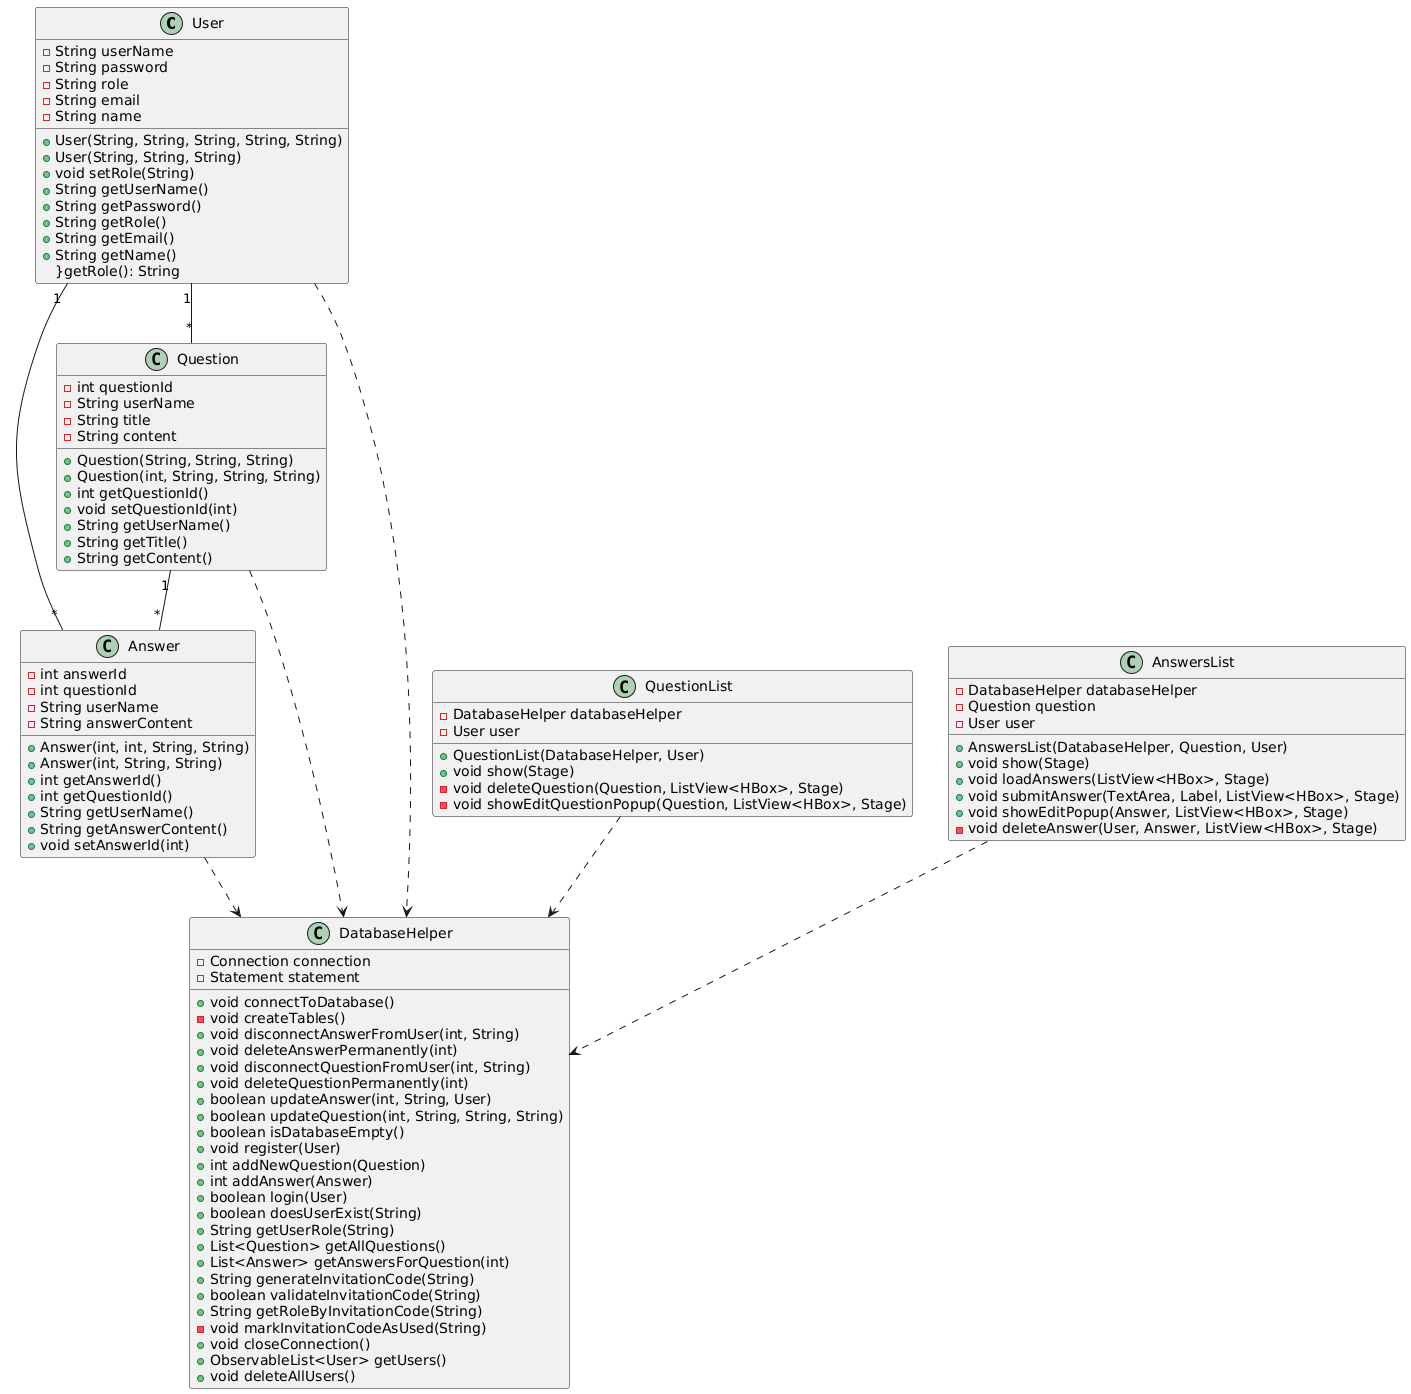 C User
String userName
String password
String role
String email
String name
User(String, String, String, String, String)
User(String, String, String)
void setRole(String)
String getUserName()
String getPassword()
String getRole()
String getEmail()
String getName()
}getRole(): String
1
1
*
C Question
int questionId
String userName
String title
String content
Question(String, String, String)
Question(int, String, String, String)
int getQuestionId()
void setQuestionId(int)
String getUserName()
String getTitle()
String getContent()
1
*
*
C Answer
int answerId
int questionId
String userName
String answerContent
Answer(int, int, String, String)
Answer(int, String, String)
int getAnswerId()
int getQuestionId()
String getUserName()
String getAnswerContent()
void setAnswerId(int)
C QuestionList
DatabaseHelper databaseHelper
User user
QuestionList(DatabaseHelper, User)
void show(Stage)
void deleteQuestion(Question, ListView<HBox>, Stage)
void showEditQuestionPopup(Question, ListView<HBox>, Stage)
C AnswersList
DatabaseHelper databaseHelper
Question question
User user
AnswersList(DatabaseHelper, Question, User)
void show(Stage)
void loadAnswers(ListView<HBox>, Stage)
void submitAnswer(TextArea, Label, ListView<HBox>, Stage)
void showEditPopup(Answer, ListView<HBox>, Stage)
void deleteAnswer(User, Answer, ListView<HBox>, Stage)
C DatabaseHelper
Connection connection
Statement statement
void connectToDatabase()
void createTables()
void disconnectAnswerFromUser(int, String)
void deleteAnswerPermanently(int)
void disconnectQuestionFromUser(int, String)
void deleteQuestionPermanently(int)
boolean updateAnswer(int, String, User)
boolean updateQuestion(int, String, String, String)
boolean isDatabaseEmpty()
void register(User)
int addNewQuestion(Question)
int addAnswer(Answer)
boolean login(User)
boolean doesUserExist(String)
String getUserRole(String)
List<Question> getAllQuestions()
List<Answer> getAnswersForQuestion(int)
String generateInvitationCode(String)
boolean validateInvitationCode(String)
String getRoleByInvitationCode(String)
void markInvitationCodeAsUsed(String)
void closeConnection()
ObservableList<User> getUsers()
void deleteAllUsers()